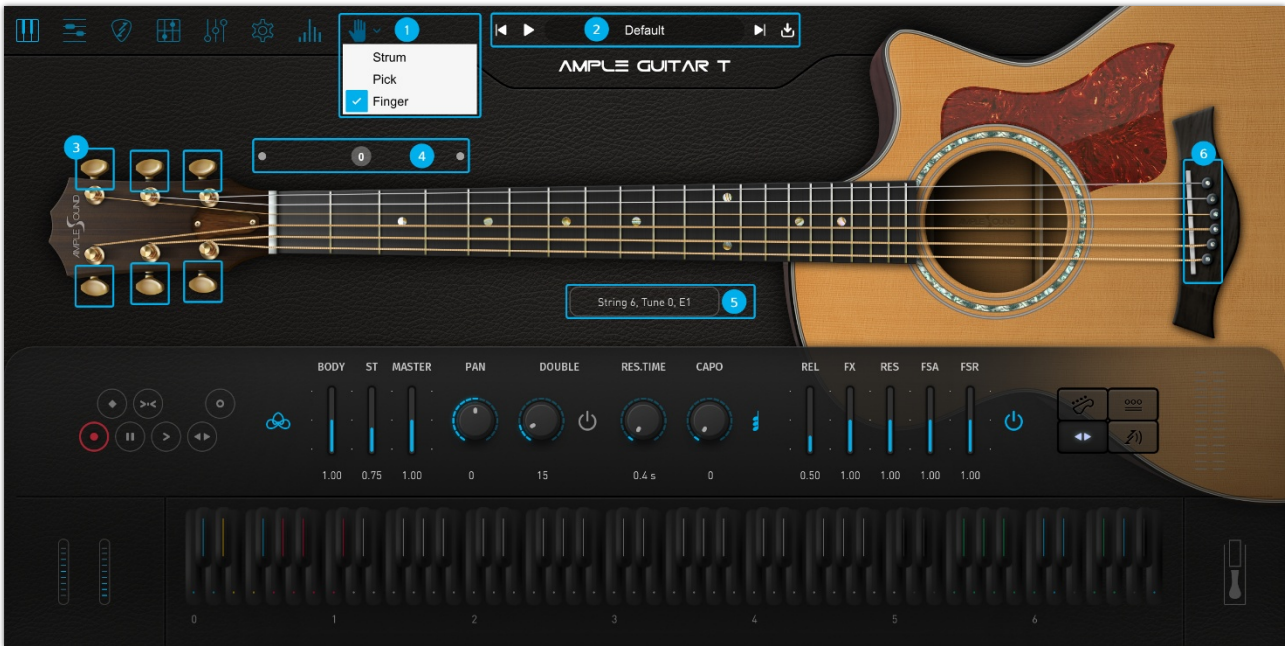 1
2
Default
Strum
Pick
Finger
AMPLE GUITAR T
3
0
4
6
AMPLE SOUND
String 6, Tune 0, E1
5
BODY ST MASTER PAN DOUBLE RES.TIME CAPO REL FX RES FSA FSR
1.00 0.75 1.00 0 15 0.4 s 0 0.50 1.00 1.00 1.00 1.00
0 1 2 3 4 5 6